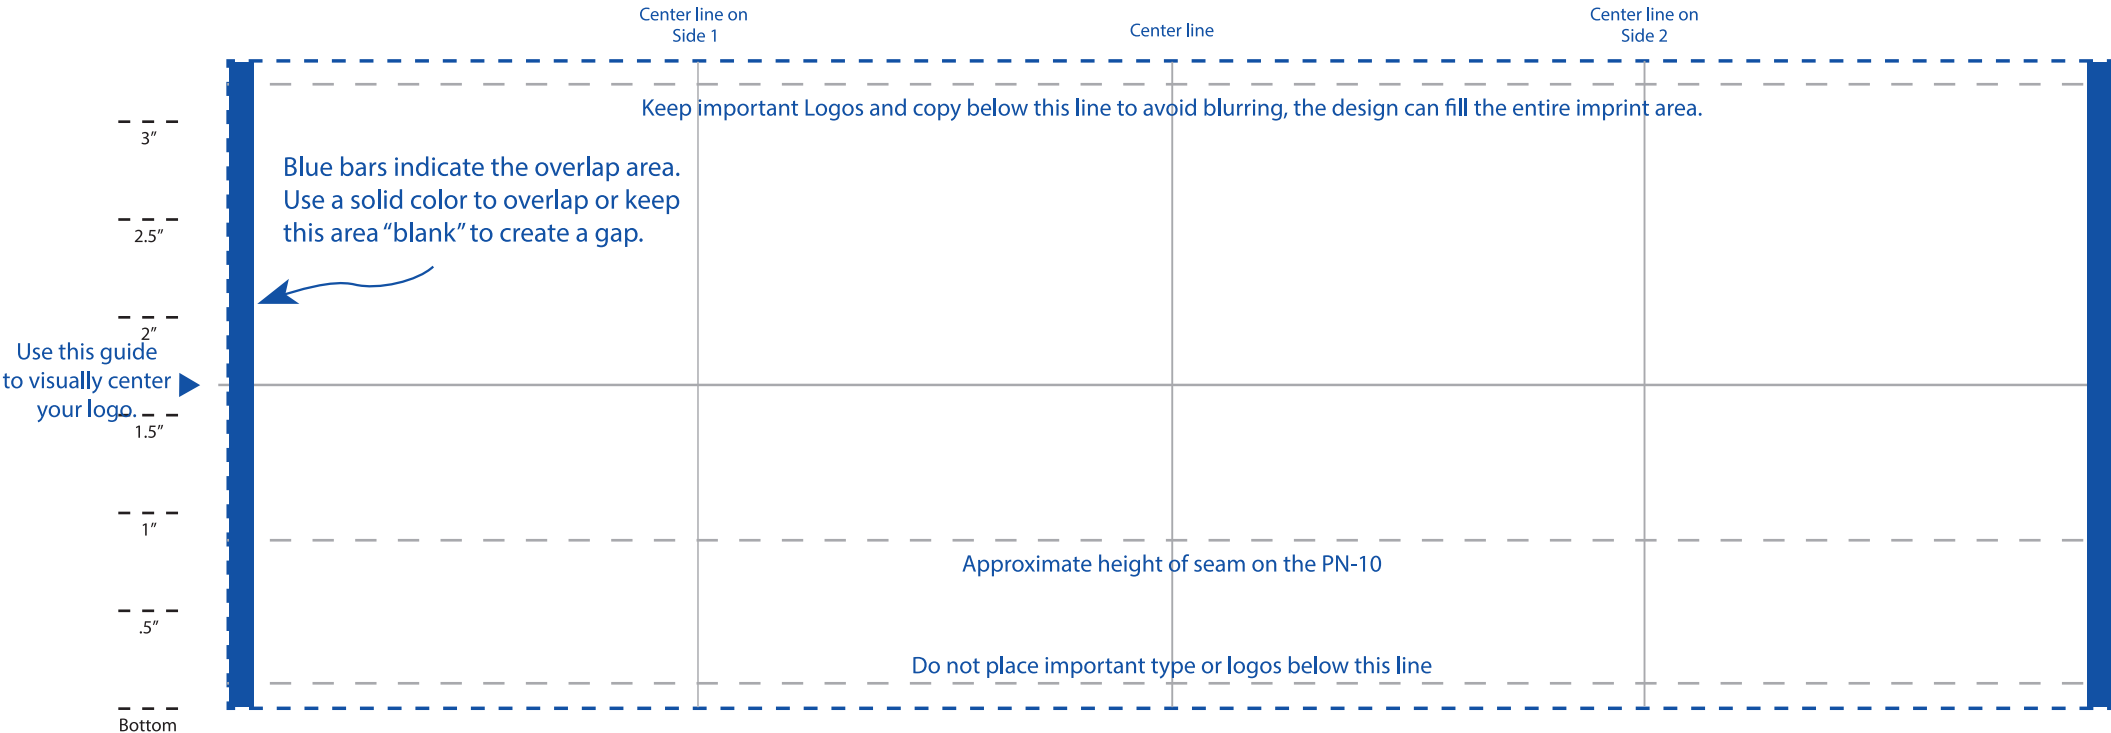 Center line on
Side 1
Center line
Center line on
Side 2
Keep important Logos and copy below this line to avoid blurring, the design can fill the entire imprint area.
3”
Blue bars indicate the overlap area.
Use a solid color to overlap or keep
this area “blank” to create a gap.
2.5”
2”
Use this guide
to visually center
your logo.
1.5”
1”
Approximate height of seam on the PN-10
.5”
Do not place important type or logos below this line
Bottom